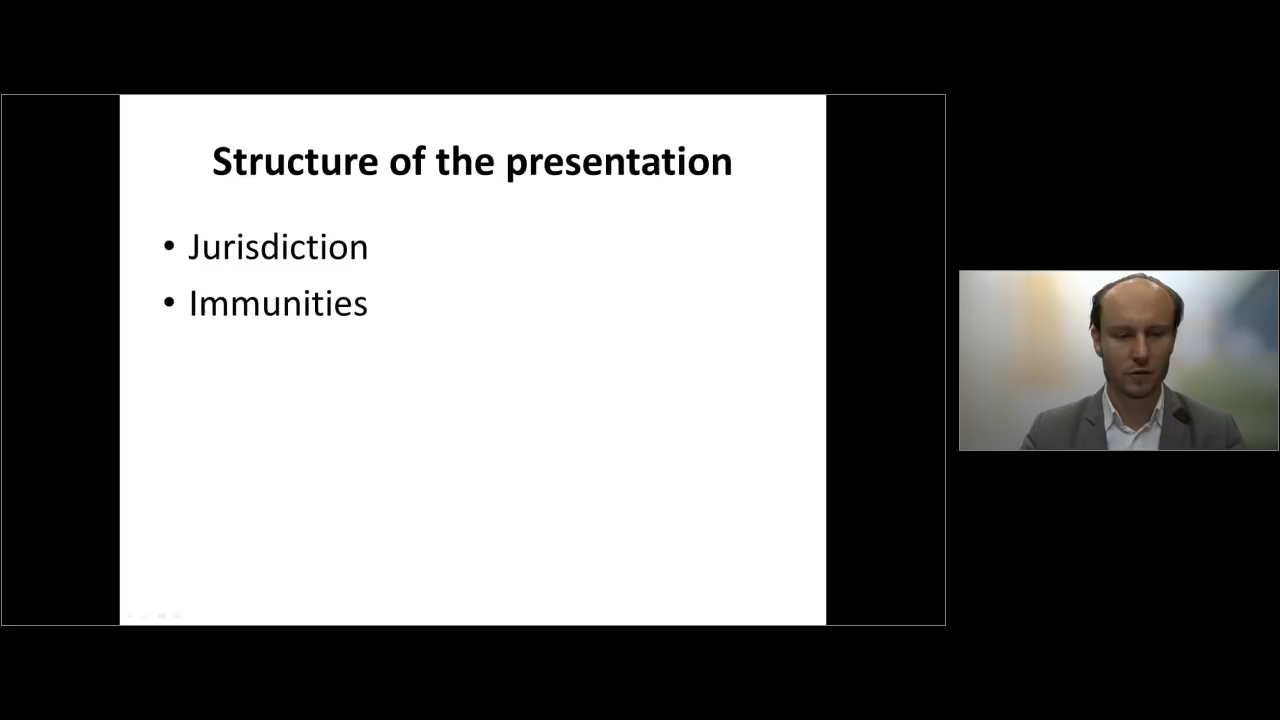 Structure of the presentation
• Jurisdiction
• Immunities